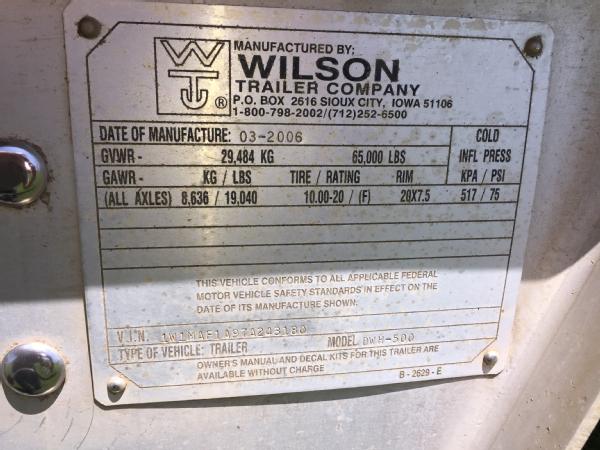 MANUFACTURED BY:
WILSON
TRAILER COMPANY
P.O. BOX 2616 SIOUX CITY, IOWA 51106
1-800-798-2002/(712)252-6500
WT ®
DATE OF MANUFACTURE: 03-2006 COLD
GVWR- 29,484 KG 65,000 LBS INFL PRESS
GAWR- KG / LBS TIRE / RATING RIM KPA / PSI
(ALL AXLES) 8,636 / 19,040 10.00-20 / (F) 20X7.5 517 / 75
THIS VEHICLE CONFORMS TO ALL APPLICABLE FEDERAL
MOTOR VEHICLE SAFETY STANDARDS IN EFFECT ON THE
DATE OF ITS MANUFACTURE SHOWN.
V.I.N. 1W1MAF1A97A243180
TYPE OF VEHICLE: TRAILER MODEL DWH-500
OWNER'S MANUAL AND DECAL KITS FOR THIS TRAILER ARE
AVAILABLE WITHOUT CHARGE B-2629-E